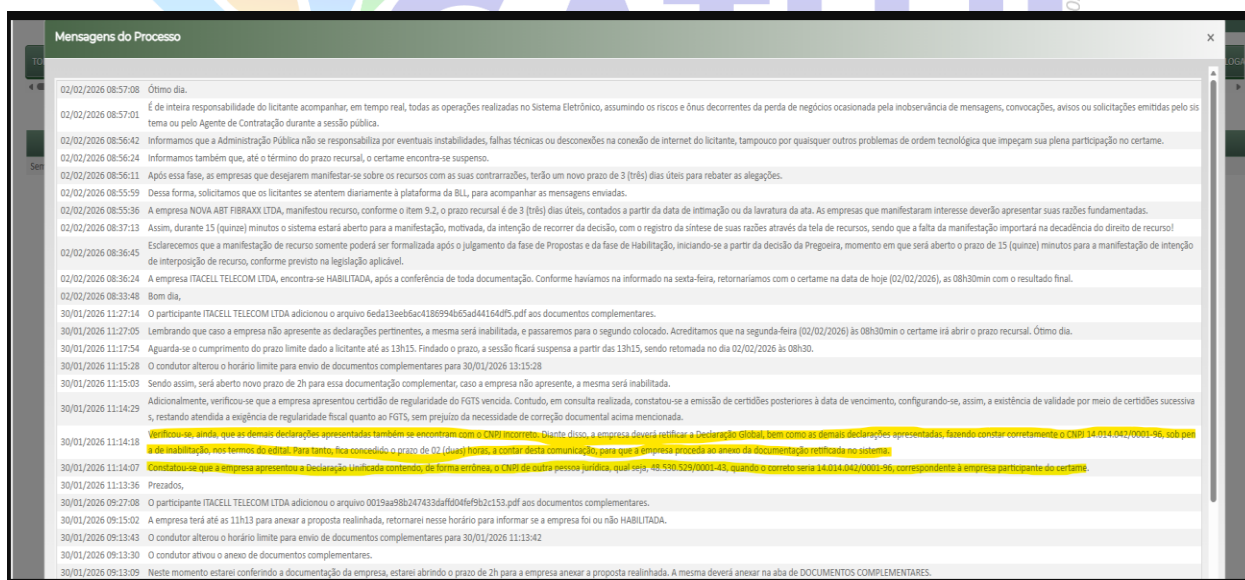 Mensagens do Processo
x
02/02/2026 08:57:08 Ótimo dia.
02/02/2026 08:57:01 É de inteira responsabilidade do licitante acompanhar, em tempo real, todas as operações realizadas no Sistema Eletrônico, assumindo os riscos e ônus decorrentes da perda de negócios ocasionada pela inobservância de mensagens, convocações, avisos ou solicitações emitidas pelo sis
tema ou pelo Agente de Contratação durante a sessão pública.
02/02/2026 08:56:42 Informamos que a Administração Pública não se responsabiliza por eventuais instabilidades, falhas técnicas ou desconexões na conexão de internet do licitante, tampouco por quaisquer outros problemas de ordem tecnológica que impeçam sua plena participação no certame.
02/02/2026 08:56:24 Informamos também que, até o término do prazo recursal, o certame encontra-se suspenso.
02/02/2026 08:56:11 Após essa fase, as empresas que desejarem manifestar-se sobre os recursos com as suas contrarrazões, terão um novo prazo de 3 (três) dias úteis para rebater as alegações.
02/02/2026 08:55:59 Dessa forma, solicitamos que os licitantes se atentem diariamente à plataforma da BLL, para acompanhar as mensagens enviadas.
02/02/2026 08:55:36 A empresa NOVA ABT FIBRAXX LTDA, manifestou recurso, conforme o item 9.2, o prazo recursal é de 3 (três) dias úteis, contados a partir da data de intimação ou da lavratura da ata. As empresas que manifestaram interesse deverão apresentar suas razões fundamentadas.
02/02/2026 08:37:13 Assim, durante 15 (quinze) minutos o sistema estará aberto para a manifestação, motivada, da intenção de recorrer da decisão, com o registro da síntese de suas razões através da tela de recursos, sendo que a falta da manifestação importará na decadência do direito de recurso!
02/02/2026 08:36:45 Esclarecemos que a manifestação de recurso somente poderá ser formalizada após o julgamento da fase de Propostas e da fase de Habilitação, iniciando-se a partir da decisão da Pregoeira, momento em que será aberto o prazo de 15 (quinze) minutos para a manifestação de intenção
de interposição de recurso, conforme previsto na legislação aplicável.
02/02/2026 08:36:24 A empresa ITACELL TELECOM LTDA, encontra-se HABILITADA, após a conferência de toda documentação. Conforme havíamos na informado na sexta-feira, retornaríamos com o certame na data de hoje (02/02/2026), as 08h30min com o resultado final.
02/02/2026 08:33:48 Bom dia,
30/01/2026 11:27:14 O participante ITACELL TELECOM LTDA adicionou o arquivo 6eda13eeb6ac4186994b65ad44164df5.pdf aos documentos complementares.
30/01/2026 11:27:05 Lembrando que caso a empresa não apresente as declarações pertinentes, a mesma será inabilitada, e passaremos para o segundo colocado. Acreditamos que na segunda-feira (02/02/2026) às 08h30min o certame irá abrir o prazo recursal. Ótimo dia.
30/01/2026 11:17:54 Aguarda-se o cumprimento do prazo limite dado a licitante até as 13h15. Findado o prazo, a sessão ficará suspensa a partir das 13h15, sendo retomada no dia 02/02/2026 às 08h30.
30/01/2026 11:15:28 O condutor alterou o horário limite para envio de documentos complementares para 30/01/2026 13:15:28
30/01/2026 11:15:03 Sendo assim, será aberto novo prazo de 2h para essa documentação complementar, caso a empresa não apresente, a mesma será inabilitada.
30/01/2026 11:14:29 Adicionalmente, verificou-se que a empresa apresentou certidão de regularidade do FGTS vencida. Contudo, em consulta realizada, constatou-se a emissão de certidões posteriores à data de vencimento, configurando-se, assim, a existência de validade por meio de certidões sucessiva
s, restando atendida a exigência de regularidade fiscal quanto ao FGTS, sem prejuízo da necessidade de correção documental acima mencionada.
30/01/2026 11:14:18 Verificou-se, ainda, que as demais declarações apresentadas também se encontram com o CNPJ incorreto. Diante disso, a empresa deverá retificar a Declaração Global, bem como as demais declarações apresentadas, fazendo constar corretamente o CNPJ 14.014.042/0001-96, sob pen
a de inabilitação, nos termos do edital. Para tanto, fica concedido o prazo de 02 (duas) horas, a contar desta comunicação, para que a empresa proceda ao anexo da documentação retificada no sistema.
30/01/2026 11:14:07 Constatou-se que a empresa apresentou a Declaração Unificada contendo, de forma errônea, o CNPJ de outra pessoa jurídica, qual seja, 48.530.529/0001-43, quando o correto seria 14.014.042/0001-96, correspondente à empresa participante do certame.
30/01/2026 11:13:36 Prezados,
30/01/2026 09:27:08 O participante ITACELL TELECOM LTDA adicionou o arquivo 0019aa98b247433daffd04fef9b2c153.pdf aos documentos complementares.
30/01/2026 09:15:02 A empresa terá até as 11h13 para anexar a proposta realinhada, retornarei nesse horário para informar se a empresa foi ou não HABILITADA.
30/01/2026 09:13:43 O condutor alterou o horário limite para envio de documentos complementares para 30/01/2026 11:13:42
30/01/2026 09:13:30 O condutor ativou o anexo de documentos complementares.
30/01/2026 09:13:09 Neste momento estarei conferindo a documentação da empresa, estarei abrindo o prazo de 2h para a empresa anexar a proposta realinhada. A mesma deverá anexar na aba de DOCUMENTOS COMPLEMENTARES.